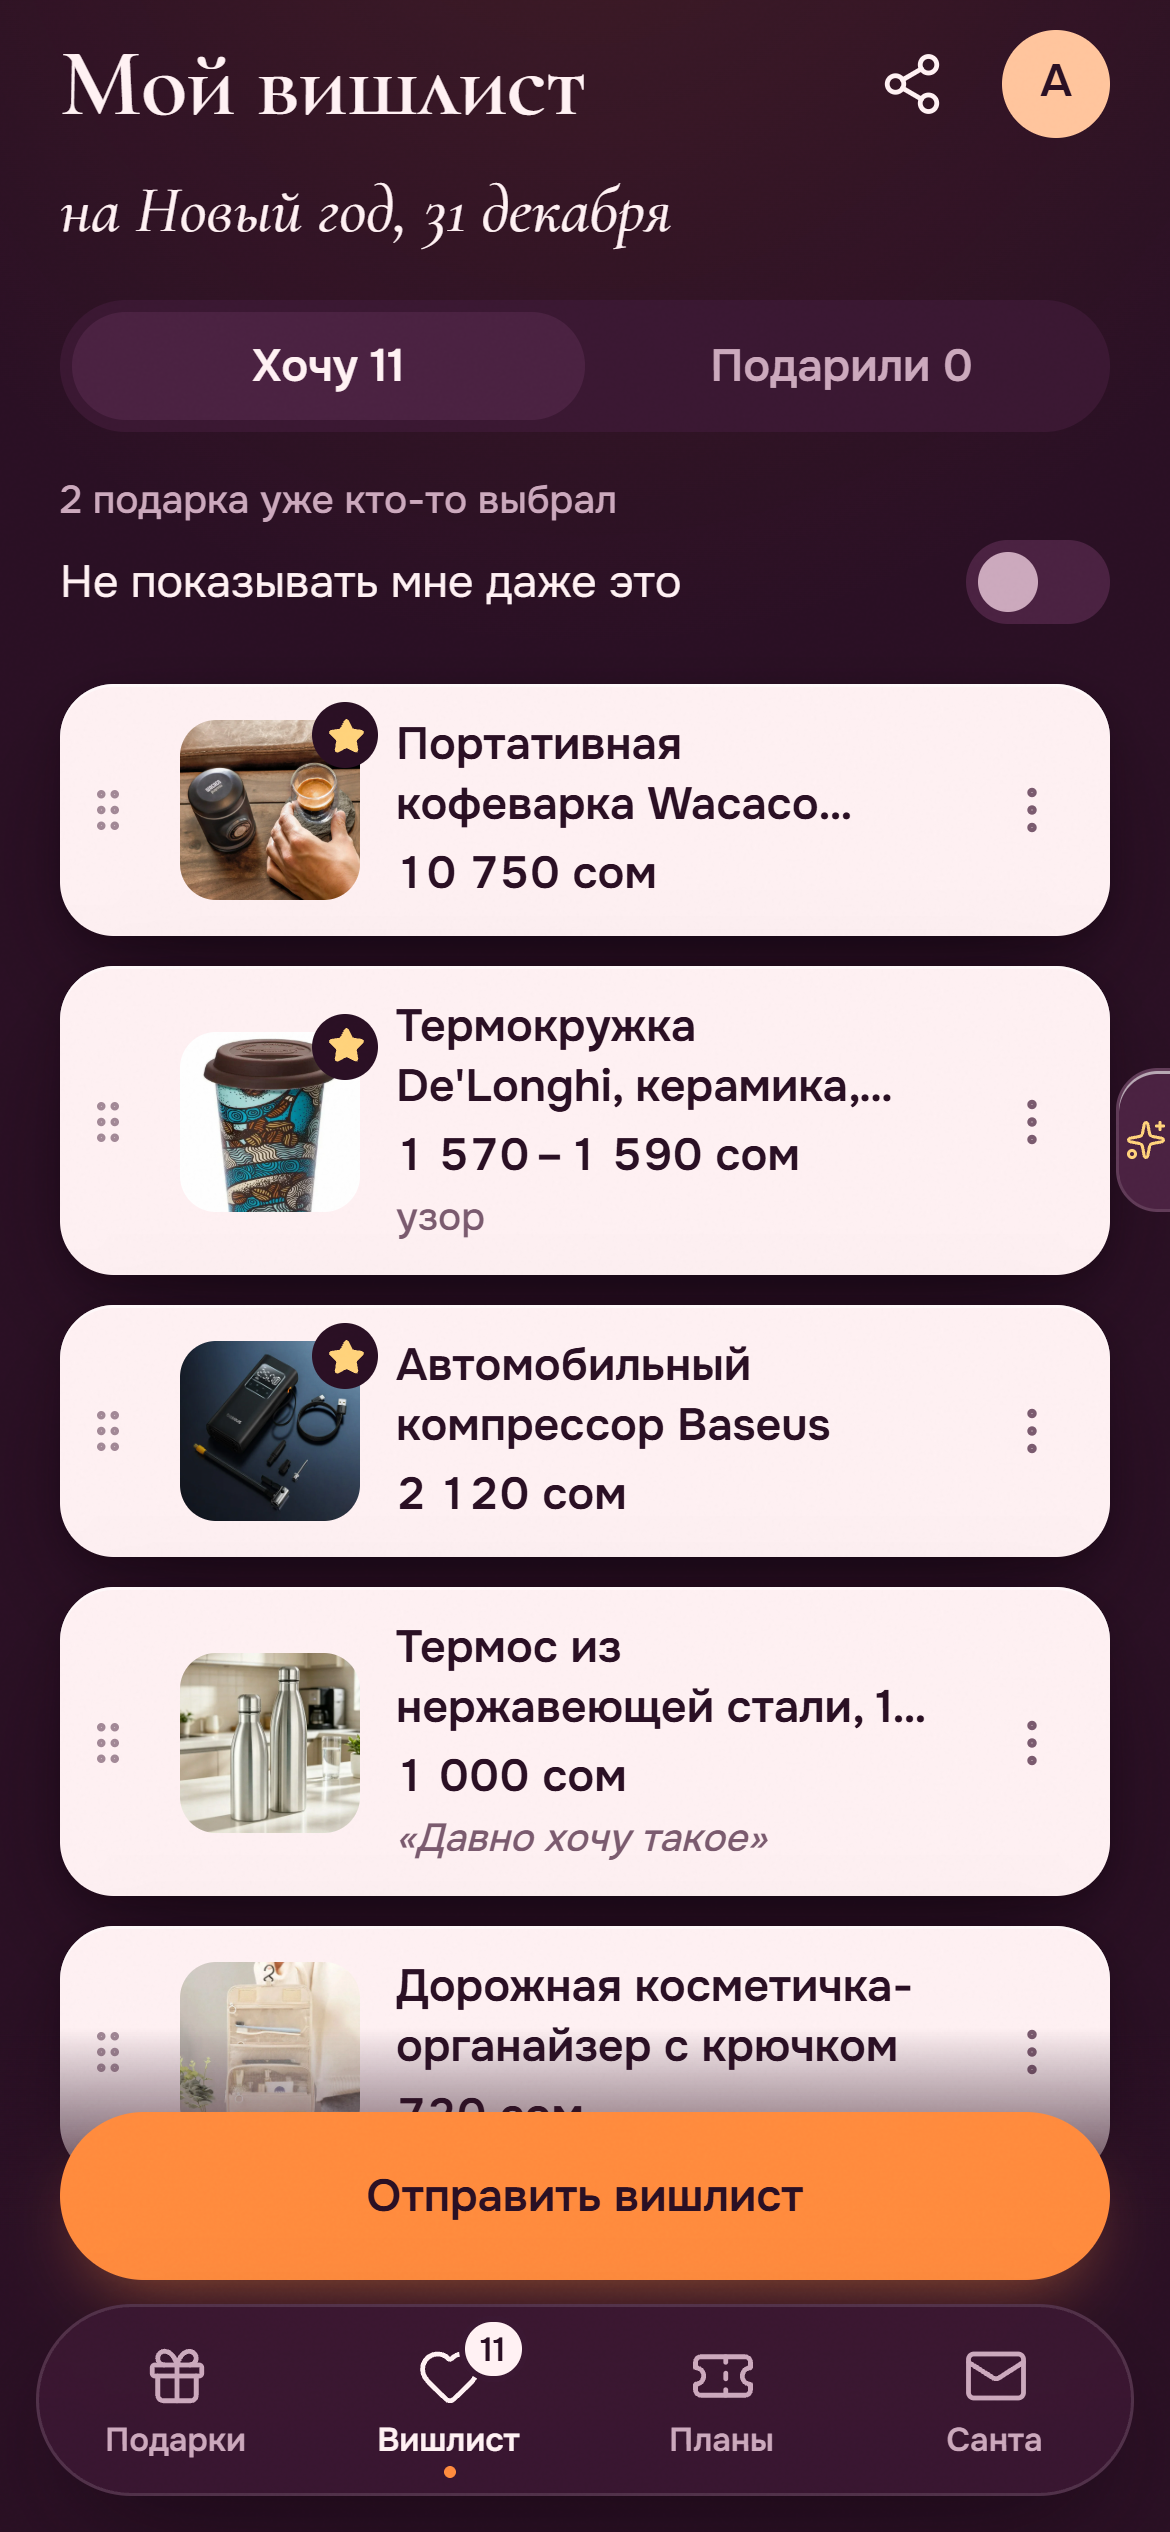 Мой вишлист
А
на Новый год, 31 декабря
Хочу 11
Подарили 0
2 подарка уже кто-то выбрал
Не показывать мне даже это
Портативная
кофеварка Wacaco...
10 750 сом
Термокружка
De'Longhi, керамика,...
1 570 – 1 590 сом
узор
Автомобильный
компрессор Baseus
2 120 сом
Термос из
нержавеющей стали, 1...
1 000 сом
«Давно хочу такое»
Дорожная косметичка-
органайзер с крючком
Отправить вишлист
11
Подарки
Вишлист
Планы
Санта